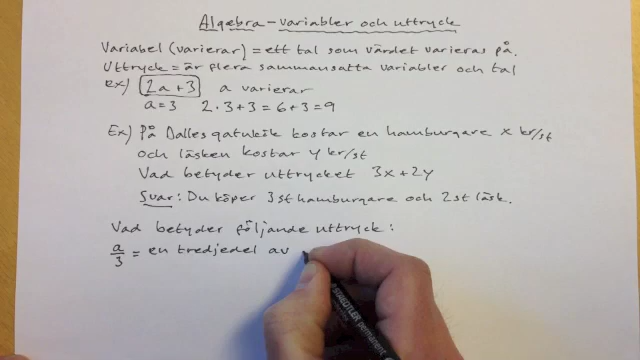 Algebra - variabler och uttryck
Variabel (varierar) = ett tal som värdet varieras på.
Uttryck = är flera sammansatta variabler och tal
Ex) 2a+3 a varierar
a=3 2·3+3=6+3=9
Ex) På Dalles gatukök kostar en hamburgare x kr/st
och läsken kostar y kr/st
Vad betyder uttrycket 3x+2y
Svar: Du köper 3st hamburgare och 2st läsk.
Vad betyder följande uttryck:
a/3 = en tredjedel av
STAEDTLER permanent